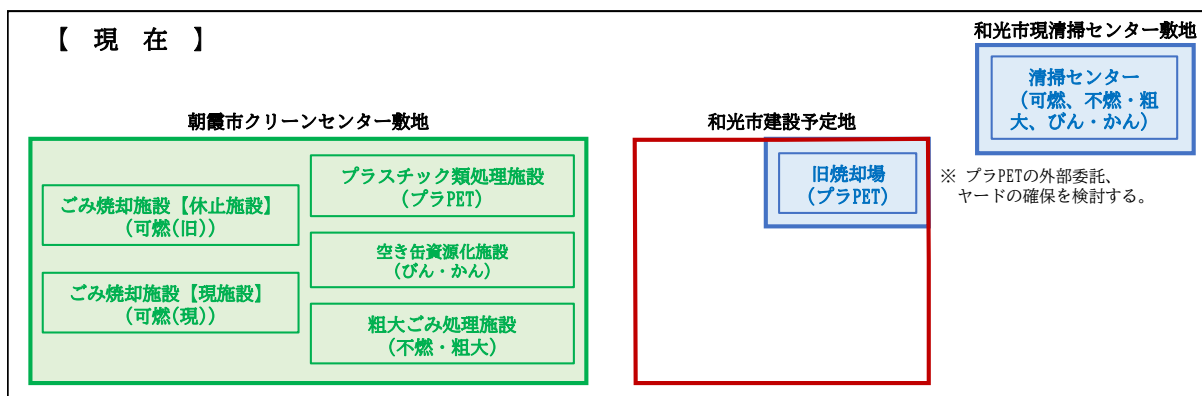 【 現 在 】
和光市現清掃センター敷地
清掃センター
（可燃、不燃・粗
大、びん・かん）
朝霞市クリーンセンター敷地
ごみ焼却施設【休止施設】
（可燃(旧)）
ごみ焼却施設【現施設】
（可燃(現)）
プラスチック類処理施設
（プラPET）
空き缶資源化施設
（びん・かん）
粗大ごみ処理施設
（不燃・粗大）
和光市建設予定地
旧焼却場
（プラPET）
※ プラPETの外部委託、
ヤードの確保を検討する。